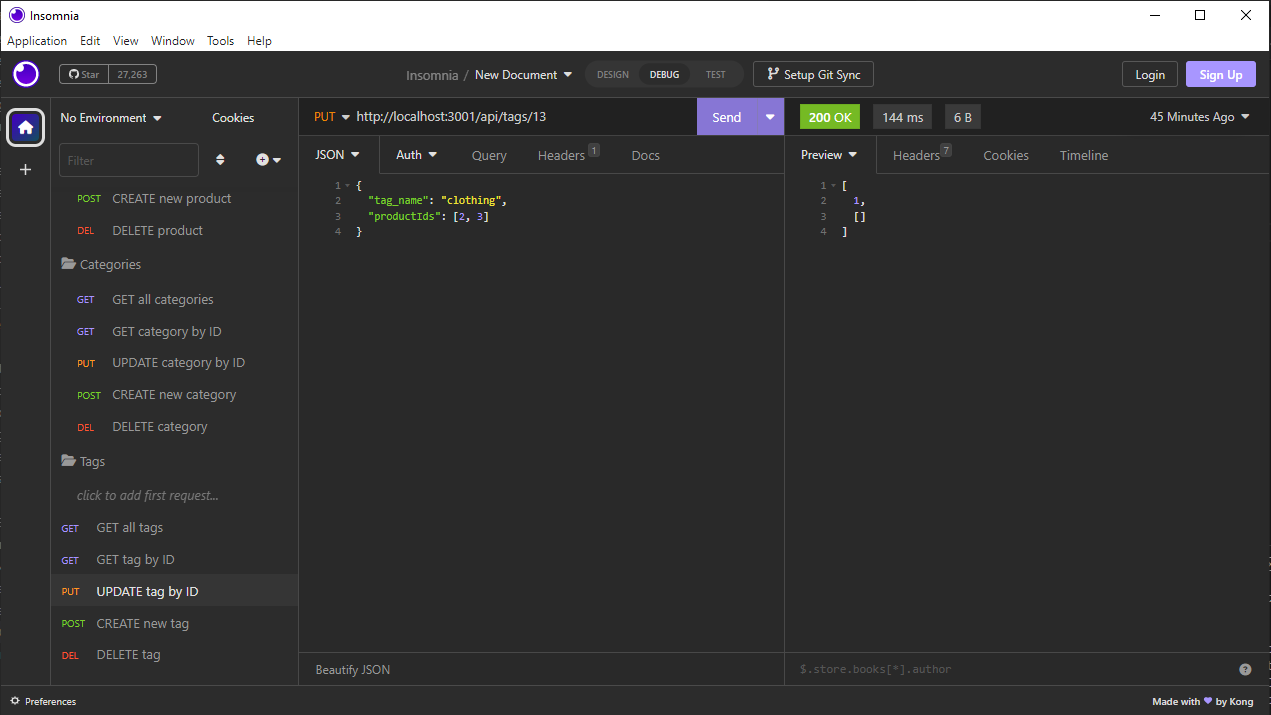 Insomnia
Application Edit View Window Tools Help
Star 27,263
Insomnia / New Document
DESIGN DEBUG TEST
Setup Git Sync
Login
Sign Up
No Environment
Cookies
Filter
POST CREATE new product
DEL DELETE product
Categories
GET GET all categories
GET GET category by ID
PUT UPDATE category by ID
POST CREATE new category
DEL DELETE category
Tags
click to add first request...
GET GET all tags
GET GET tag by ID
PUT UPDATE tag by ID
POST CREATE new tag
DEL DELETE tag
PUT http://localhost:3001/api/tags/13
Send
JSON Auth Query Headers 1 Docs
1 {
2 "tag_name": "clothing",
3 "productIds": [2, 3]
4 }
Beautify JSON
200 OK 144 ms 6 B 45 Minutes Ago
Preview Headers 7 Cookies Timeline
1 [
2 1,
3 []
4 ]
$.store.books[*].author
?
Preferences
Made with ♥ by Kong